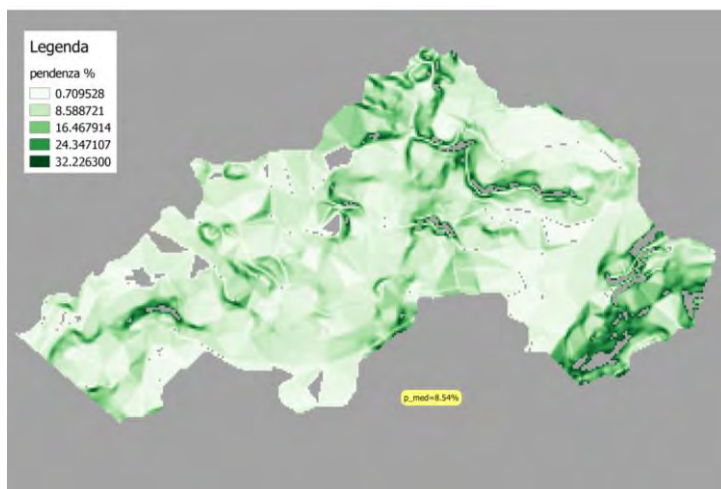 Legenda
pendenza %
0.709528
8.588721
16.467914
24.347107
32.226300
p_med=8.54%